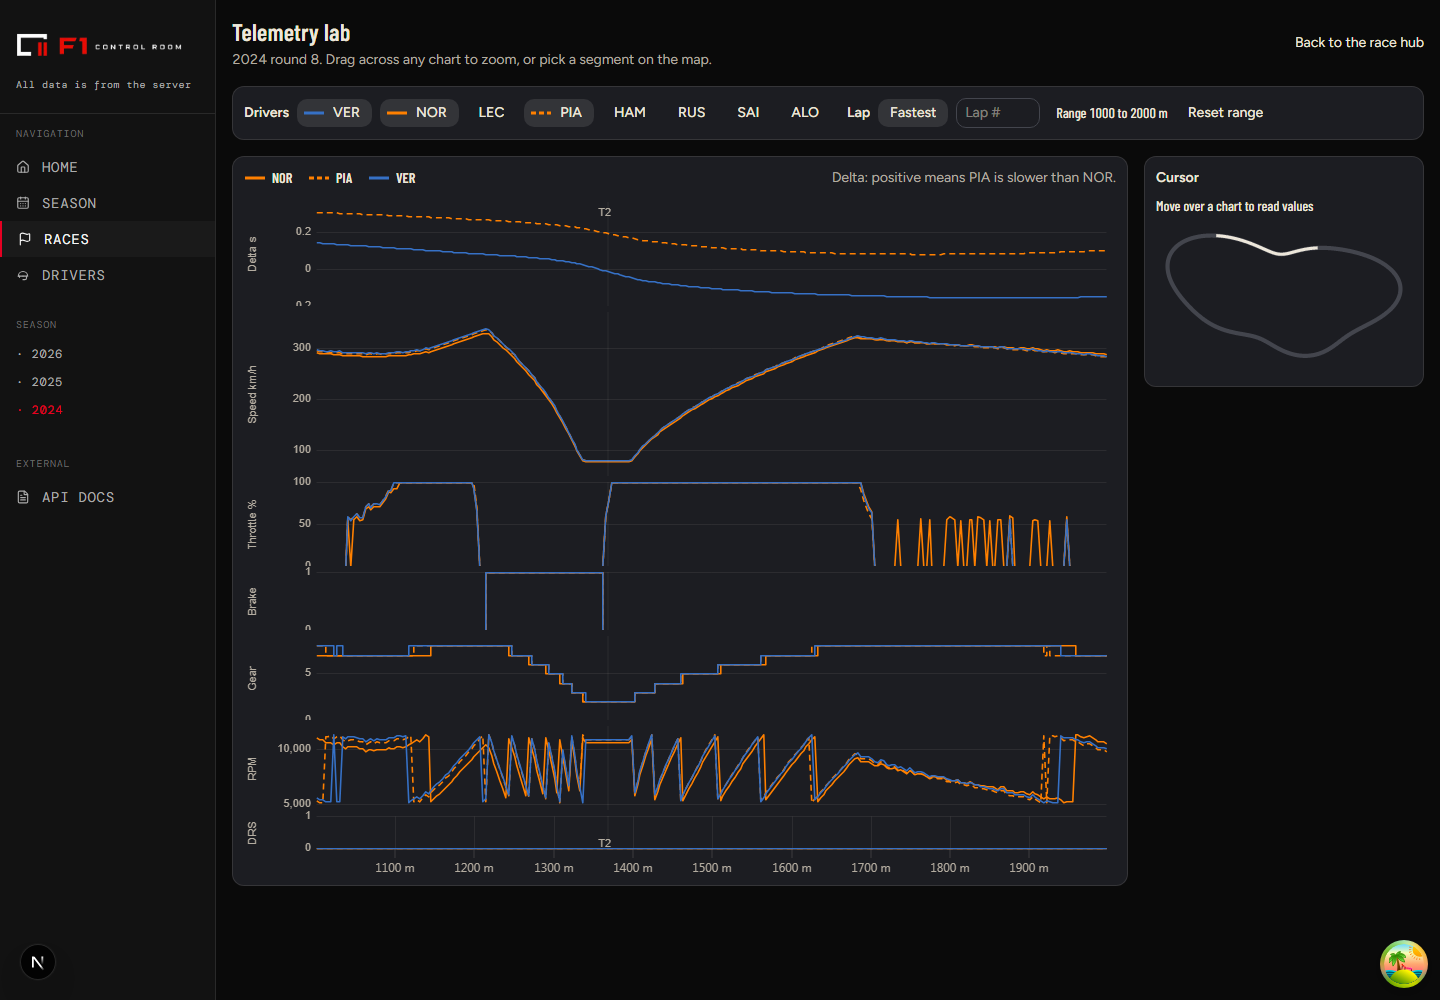 F1 CONTROL ROOM
All data is from the server
NAVIGATION
HOME
SEASON
RACES
DRIVERS
SEASON
· 2026
· 2025
· 2024
EXTERNAL
API DOCS
N
Telemetry lab
2024 round 8. Drag across any chart to zoom, or pick a segment on the map.
Back to the race hub
Drivers VER NOR LEC PIA HAM RUS SAI ALO Lap Fastest Lap # Range 1000 to 2000 m Reset range
NOR PIA VER
Delta: positive means PIA is slower than NOR.
T2
Delta s
0.2
0
0.2
Speed km/h
300
200
100
Throttle %
100
50
0
Brake
1
0
Gear
5
0
RPM
10,000
5,000
DRS
1
0
T2
1100 m 1200 m 1300 m 1400 m 1500 m 1600 m 1700 m 1800 m 1900 m
Cursor
Move over a chart to read values